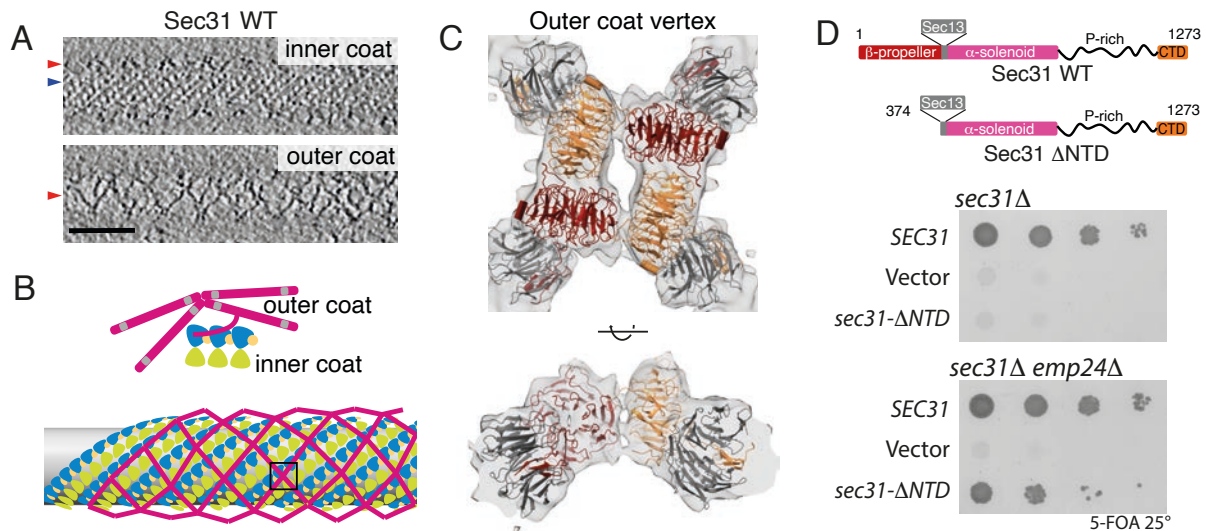 A
Sec31 WT
inner coat
outer coat
B
outer coat
inner coat
C
Outer coat vertex
D
1
Sec13
P-rich
1273
β-propeller
α-solenoid
CTD
Sec31 WT
374
Sec13
P-rich
1273
α-solenoid
CTD
Sec31 ΔNTD
sec31Δ
SEC31
Vector
sec31-ΔNTD
sec31Δ emp24Δ
SEC31
Vector
sec31-ΔNTD
5-FOA 25°